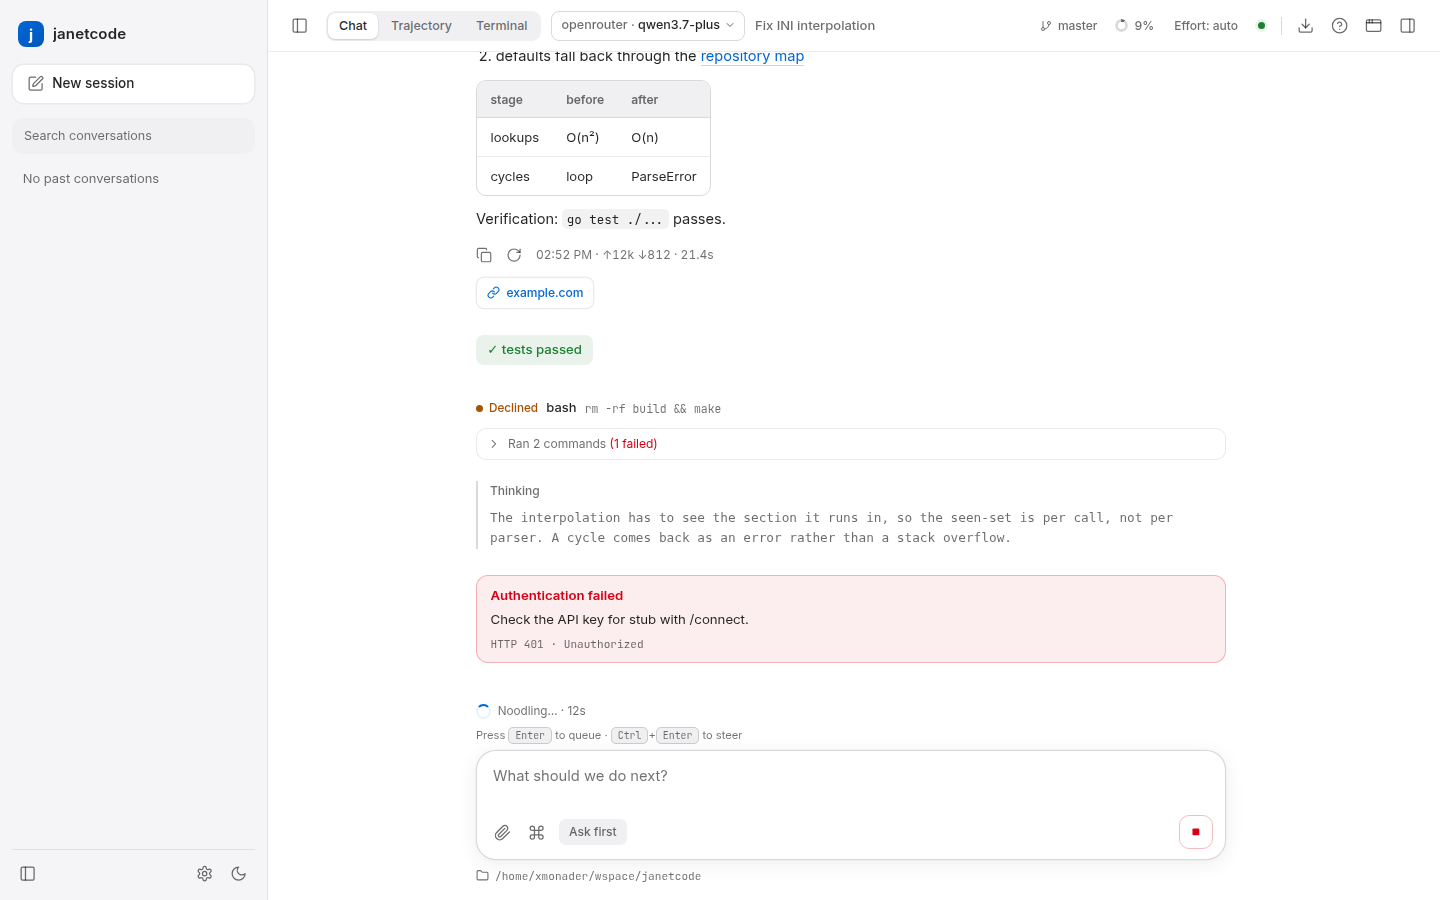 j janetcode
New session
Search conversations
No past conversations
Chat Trajectory Terminal openrouter · qwen3.7-plus Fix INI interpolation master 9% Effort: auto
2. defaults fall back through the repository map
stage before after
lookups O(n²) O(n)
cycles loop ParseError
Verification: go test ./... passes.
02:52 PM · ↑12k ↓812 · 21.4s
example.com
✓ tests passed
Declined bash rm -rf build && make
Ran 2 commands (1 failed)
Thinking
The interpolation has to see the section it runs in, so the seen-set is per call, not per
parser. A cycle comes back as an error rather than a stack overflow.
Authentication failed
Check the API key for stub with /connect.
HTTP 401 · Unauthorized
Noodling... · 12s
Press Enter to queue · Ctrl+Enter to steer
What should we do next?
Ask first
/home/xmonader/wspace/janetcode